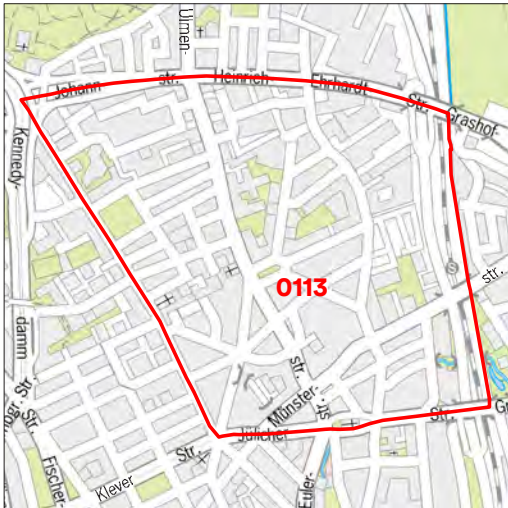 Ulmen-
Johann
str.
Heinrich
Ehrhardt
Str.
Grashof-
Kennedy-
S
str.
0113
damm
str.
Münster-
str.
Str.
Gr
Jülicher
Str.
Str.
Str.
Klever
Fischer-
Euler-